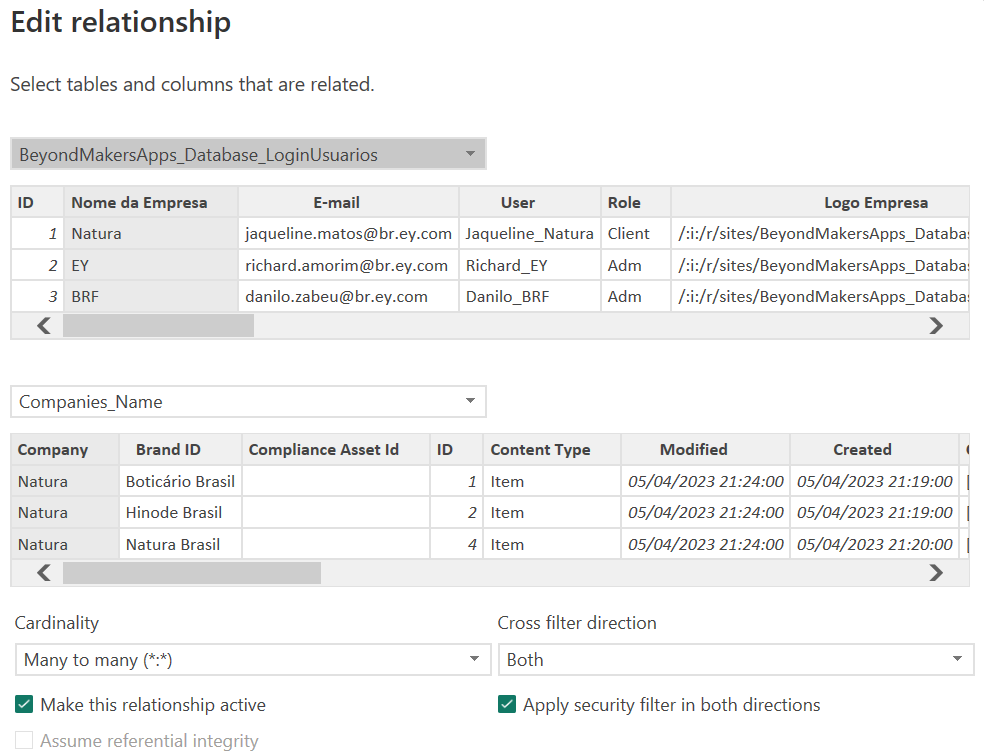 Edit relationship
Select tables and columns that are related.
BeyondMakersApps_Database_LoginUsuarios
ID Nome da Empresa E-mail User Role Logo Empresa
1 Natura jaqueline.matos@br.ey.com Jaqueline_Natura Client /:i:/r/sites/BeyondMakersApps_Databas
2 EY richard.amorim@br.ey.com Richard_EY Adm /:i:/r/sites/BeyondMakersApps_Databas
3 BRF danilo.zabeu@br.ey.com Danilo_BRF Adm /:i:/r/sites/BeyondMakersApps_Databas
Companies_Name
Company Brand ID Compliance Asset Id ID Content Type Modified Created
Natura Boticário Brasil 1 Item 05/04/2023 21:24:00 05/04/2023 21:19:00
Natura Hinode Brasil 2 Item 05/04/2023 21:24:00 05/04/2023 21:19:00
Natura Natura Brasil 4 Item 05/04/2023 21:24:00 05/04/2023 21:20:00
Cardinality Cross filter direction
Many to many (*:*) Both
Make this relationship active Apply security filter in both directions
Assume referential integrity